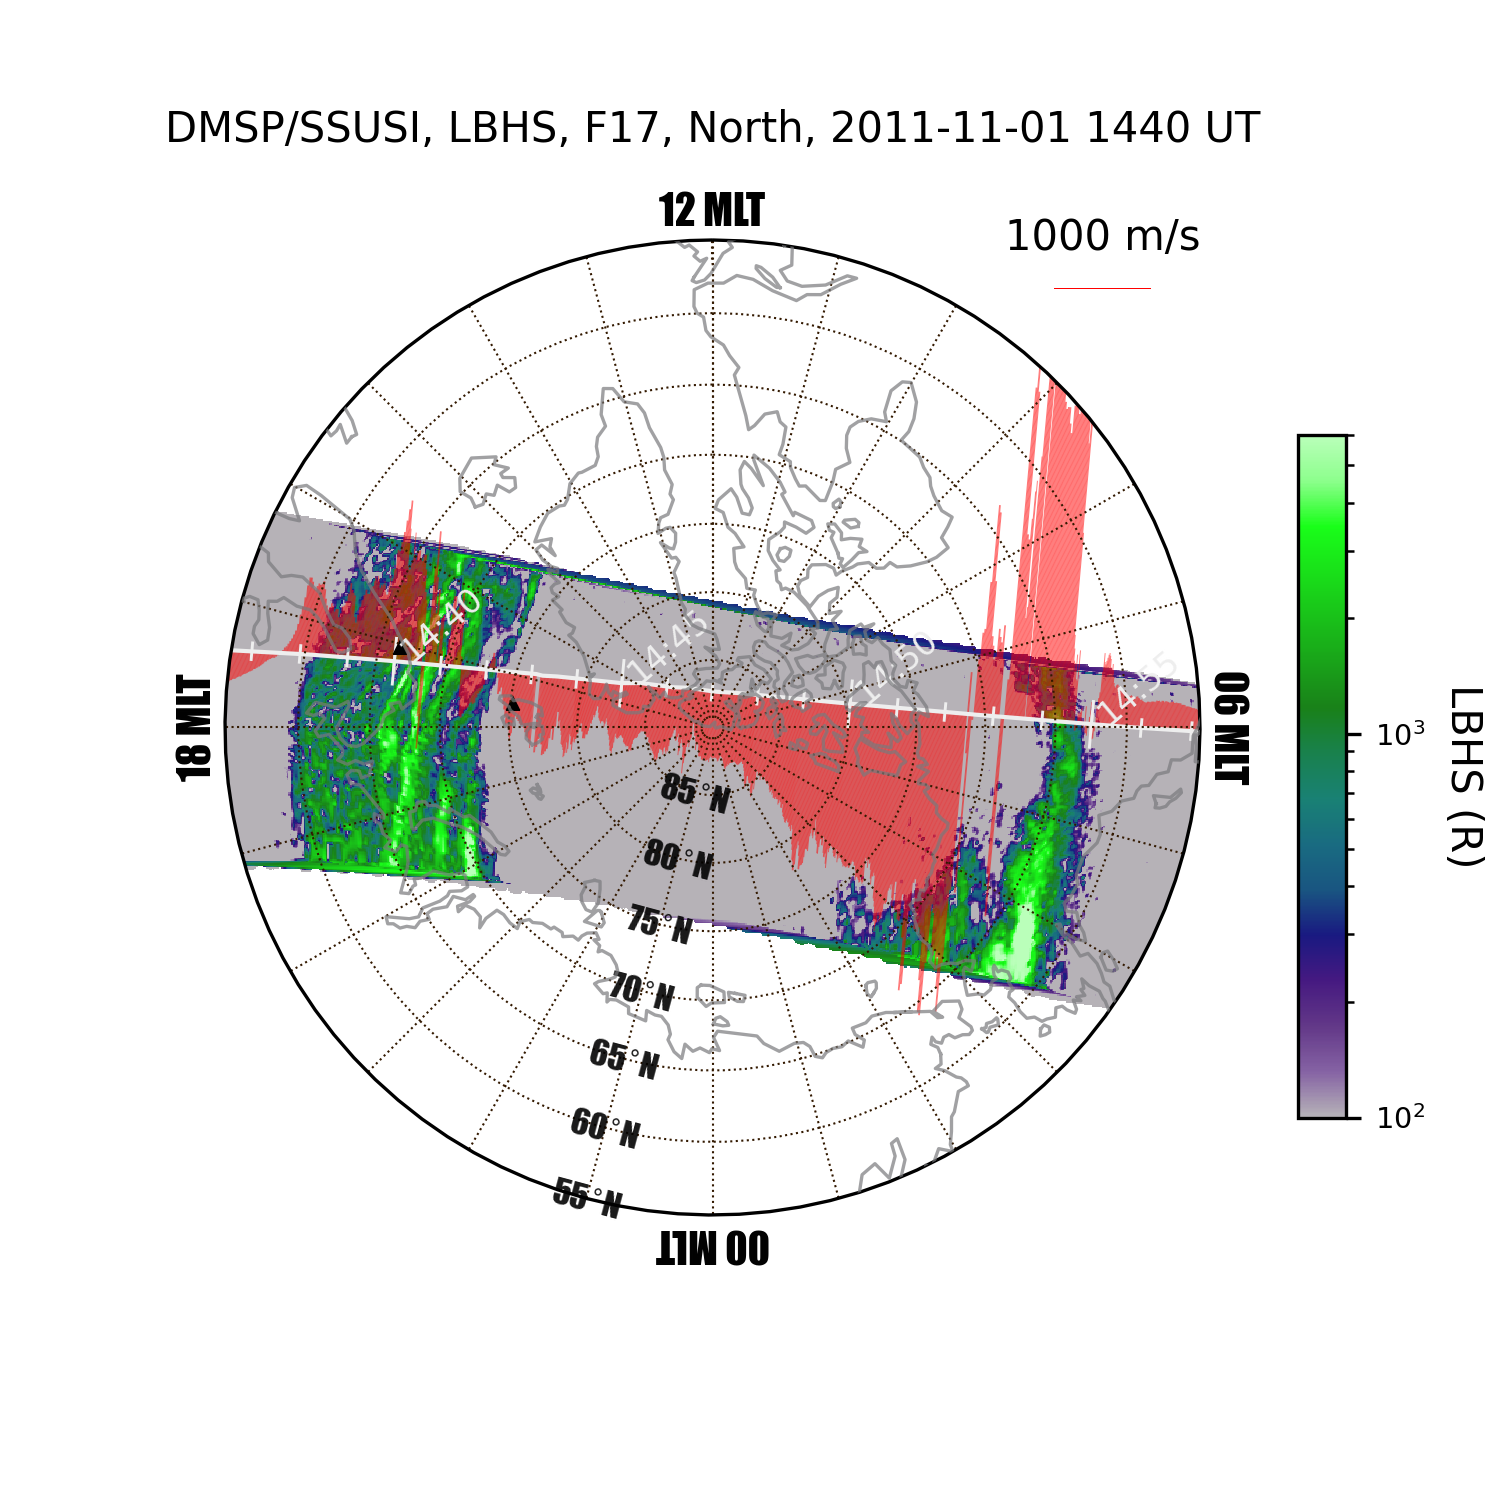 DMSP/SSUSI, LBHS, F17, North, 2011-11-01 1440 UT
12 MLT
1000 m/s
14:40
14:45
14:50
14:55
18 MLT
06 MLT
85°N
80°N
75°N
70°N
65°N
60°N
55°N
00 MLT
10³
10²
LBHS (R)